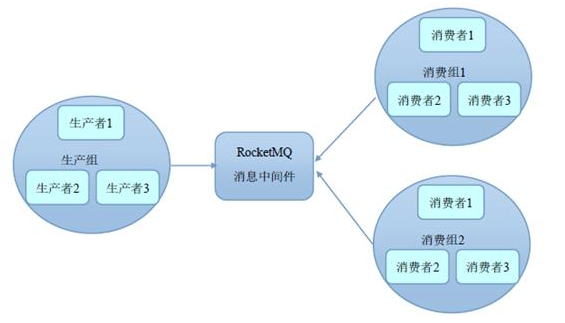 生产者1
生产组
生产者2
生产者3
RocketMQ
消息中间件
消费者1
消费组1
消费者2
消费者3
消费者1
消费组2
消费者2
消费者3